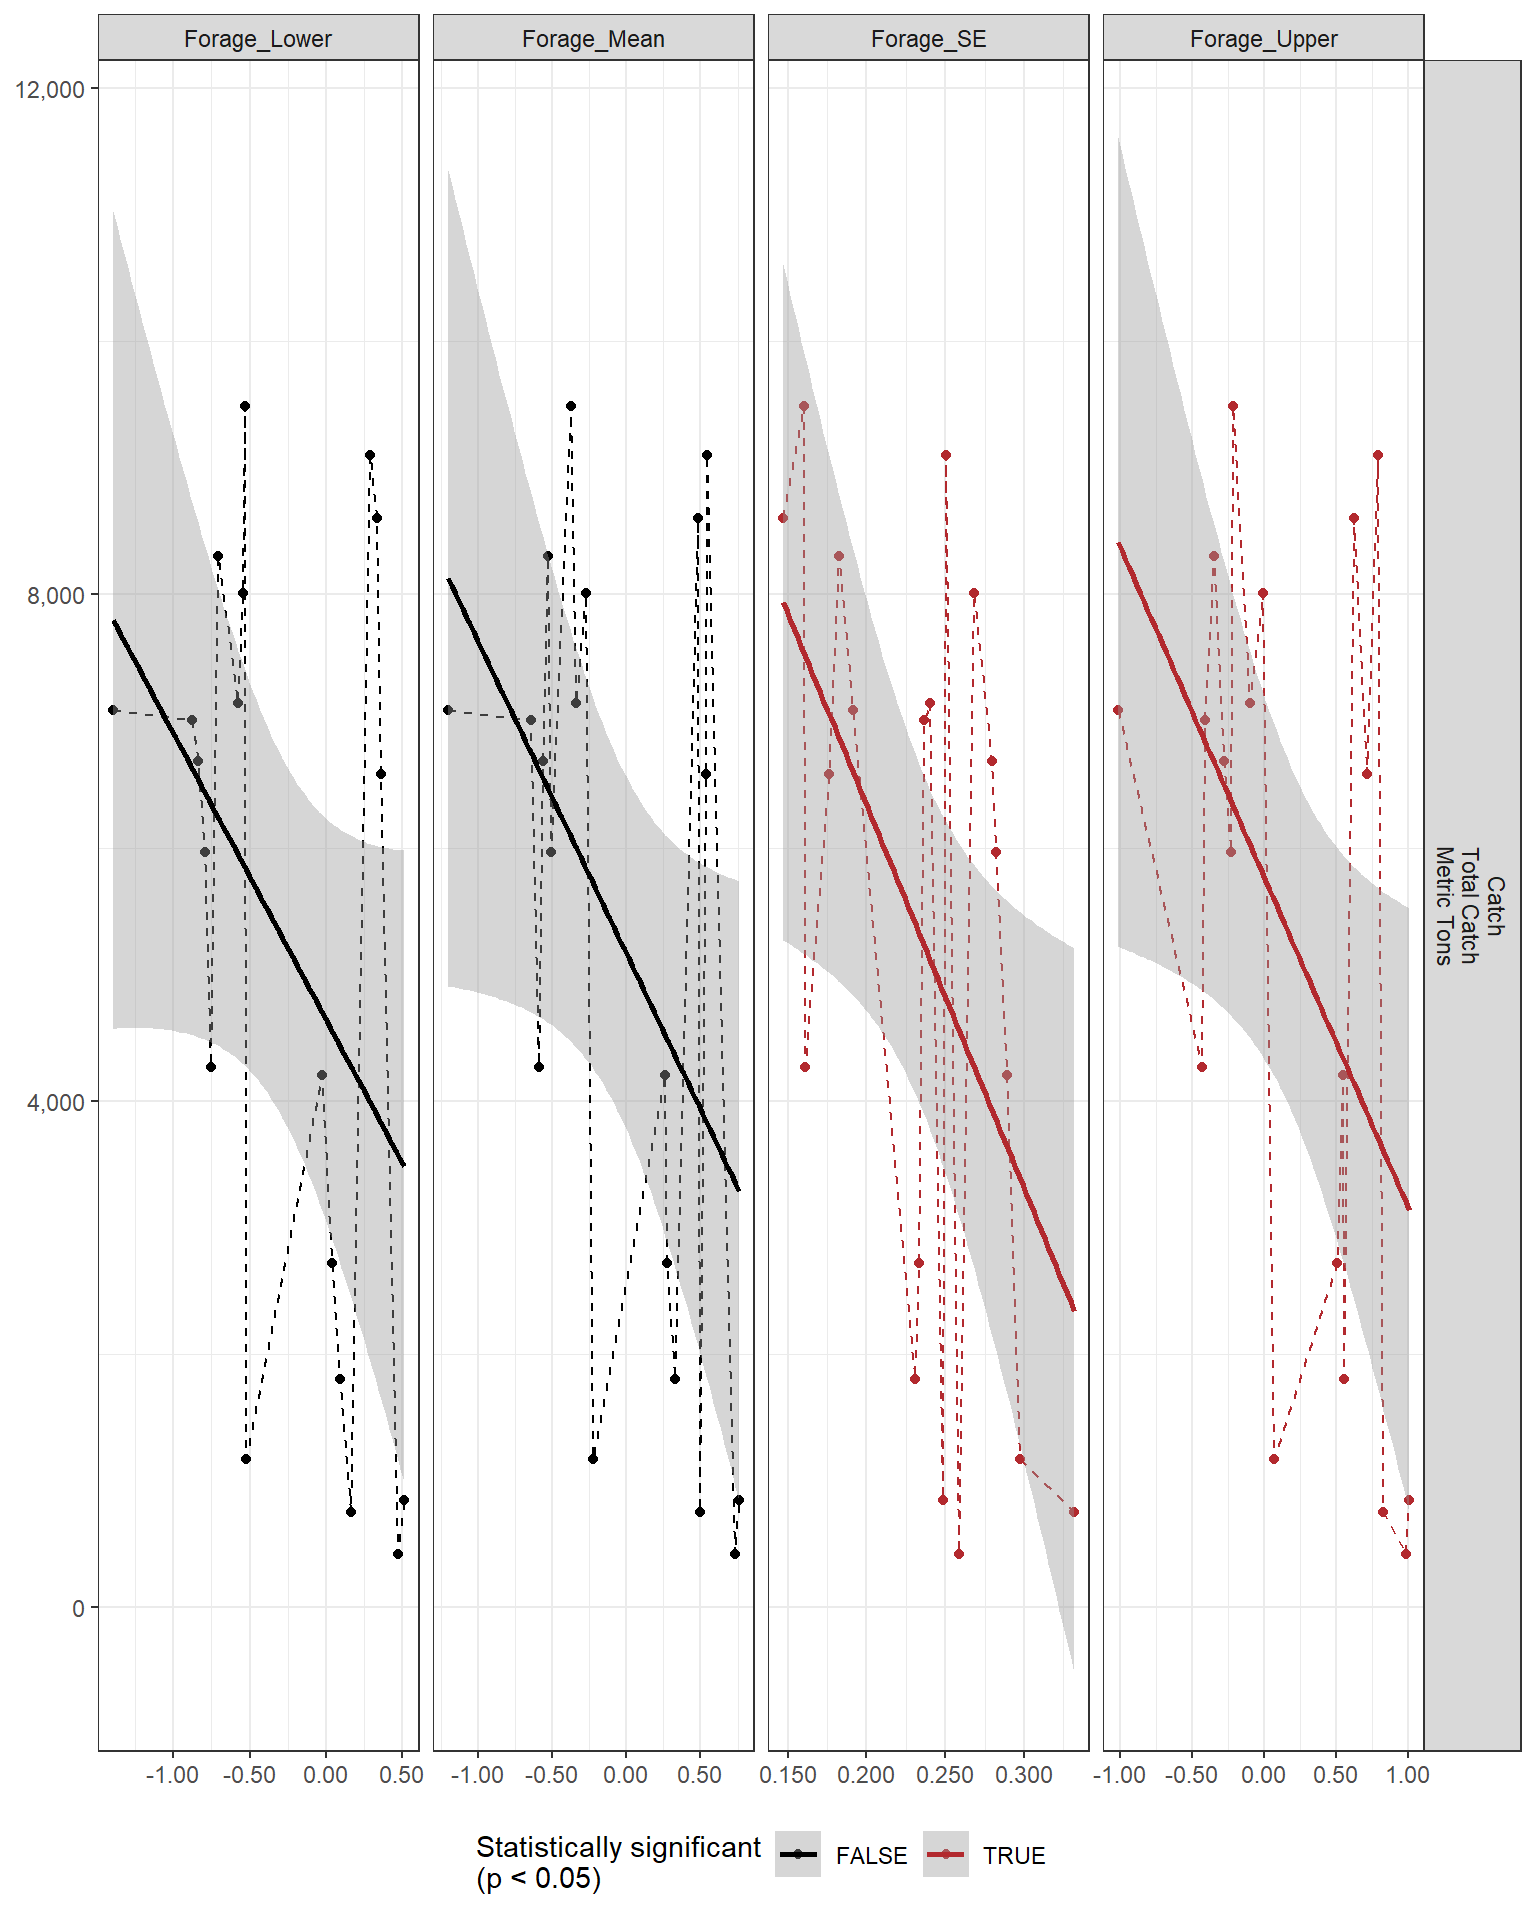 Forage_Lower
Forage_Mean
Forage_SE
Forage_Upper
12,000
8,000
4,000
0
Catch
Total Catch
Metric Tons
-1.00 -0.50 0.00 0.50
-1.00 -0.50 0.00 0.50
0.150 0.200 0.250 0.300
-1.00 -0.50 0.00 0.50 1.00
Statistically significant
(p < 0.05)
FALSE
TRUE